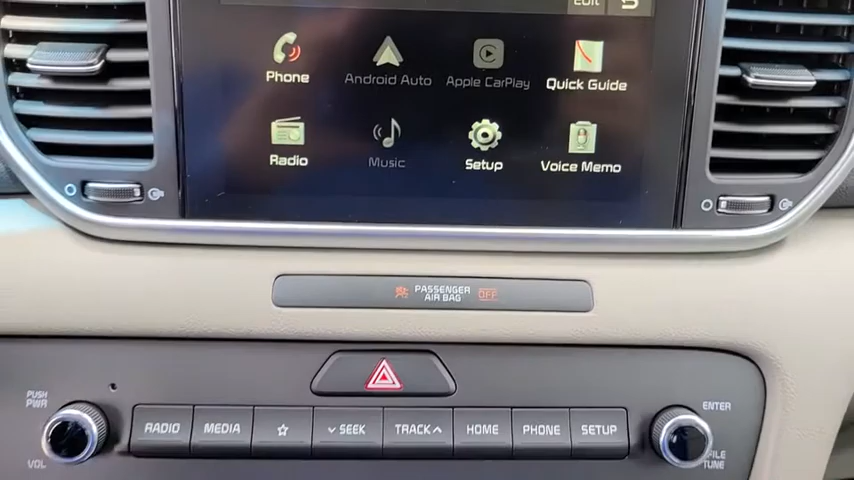 Edit
Phone
Android Auto
Apple CarPlay
Quick Guide
Radio
Music
Setup
Voice Memo
PASSENGER
AIR BAG
OFF
PUSH
PWR
VOL
RADIO
MEDIA
SEEK
TRACK
HOME
PHONE
SETUP
ENTER
FILE
TUNE